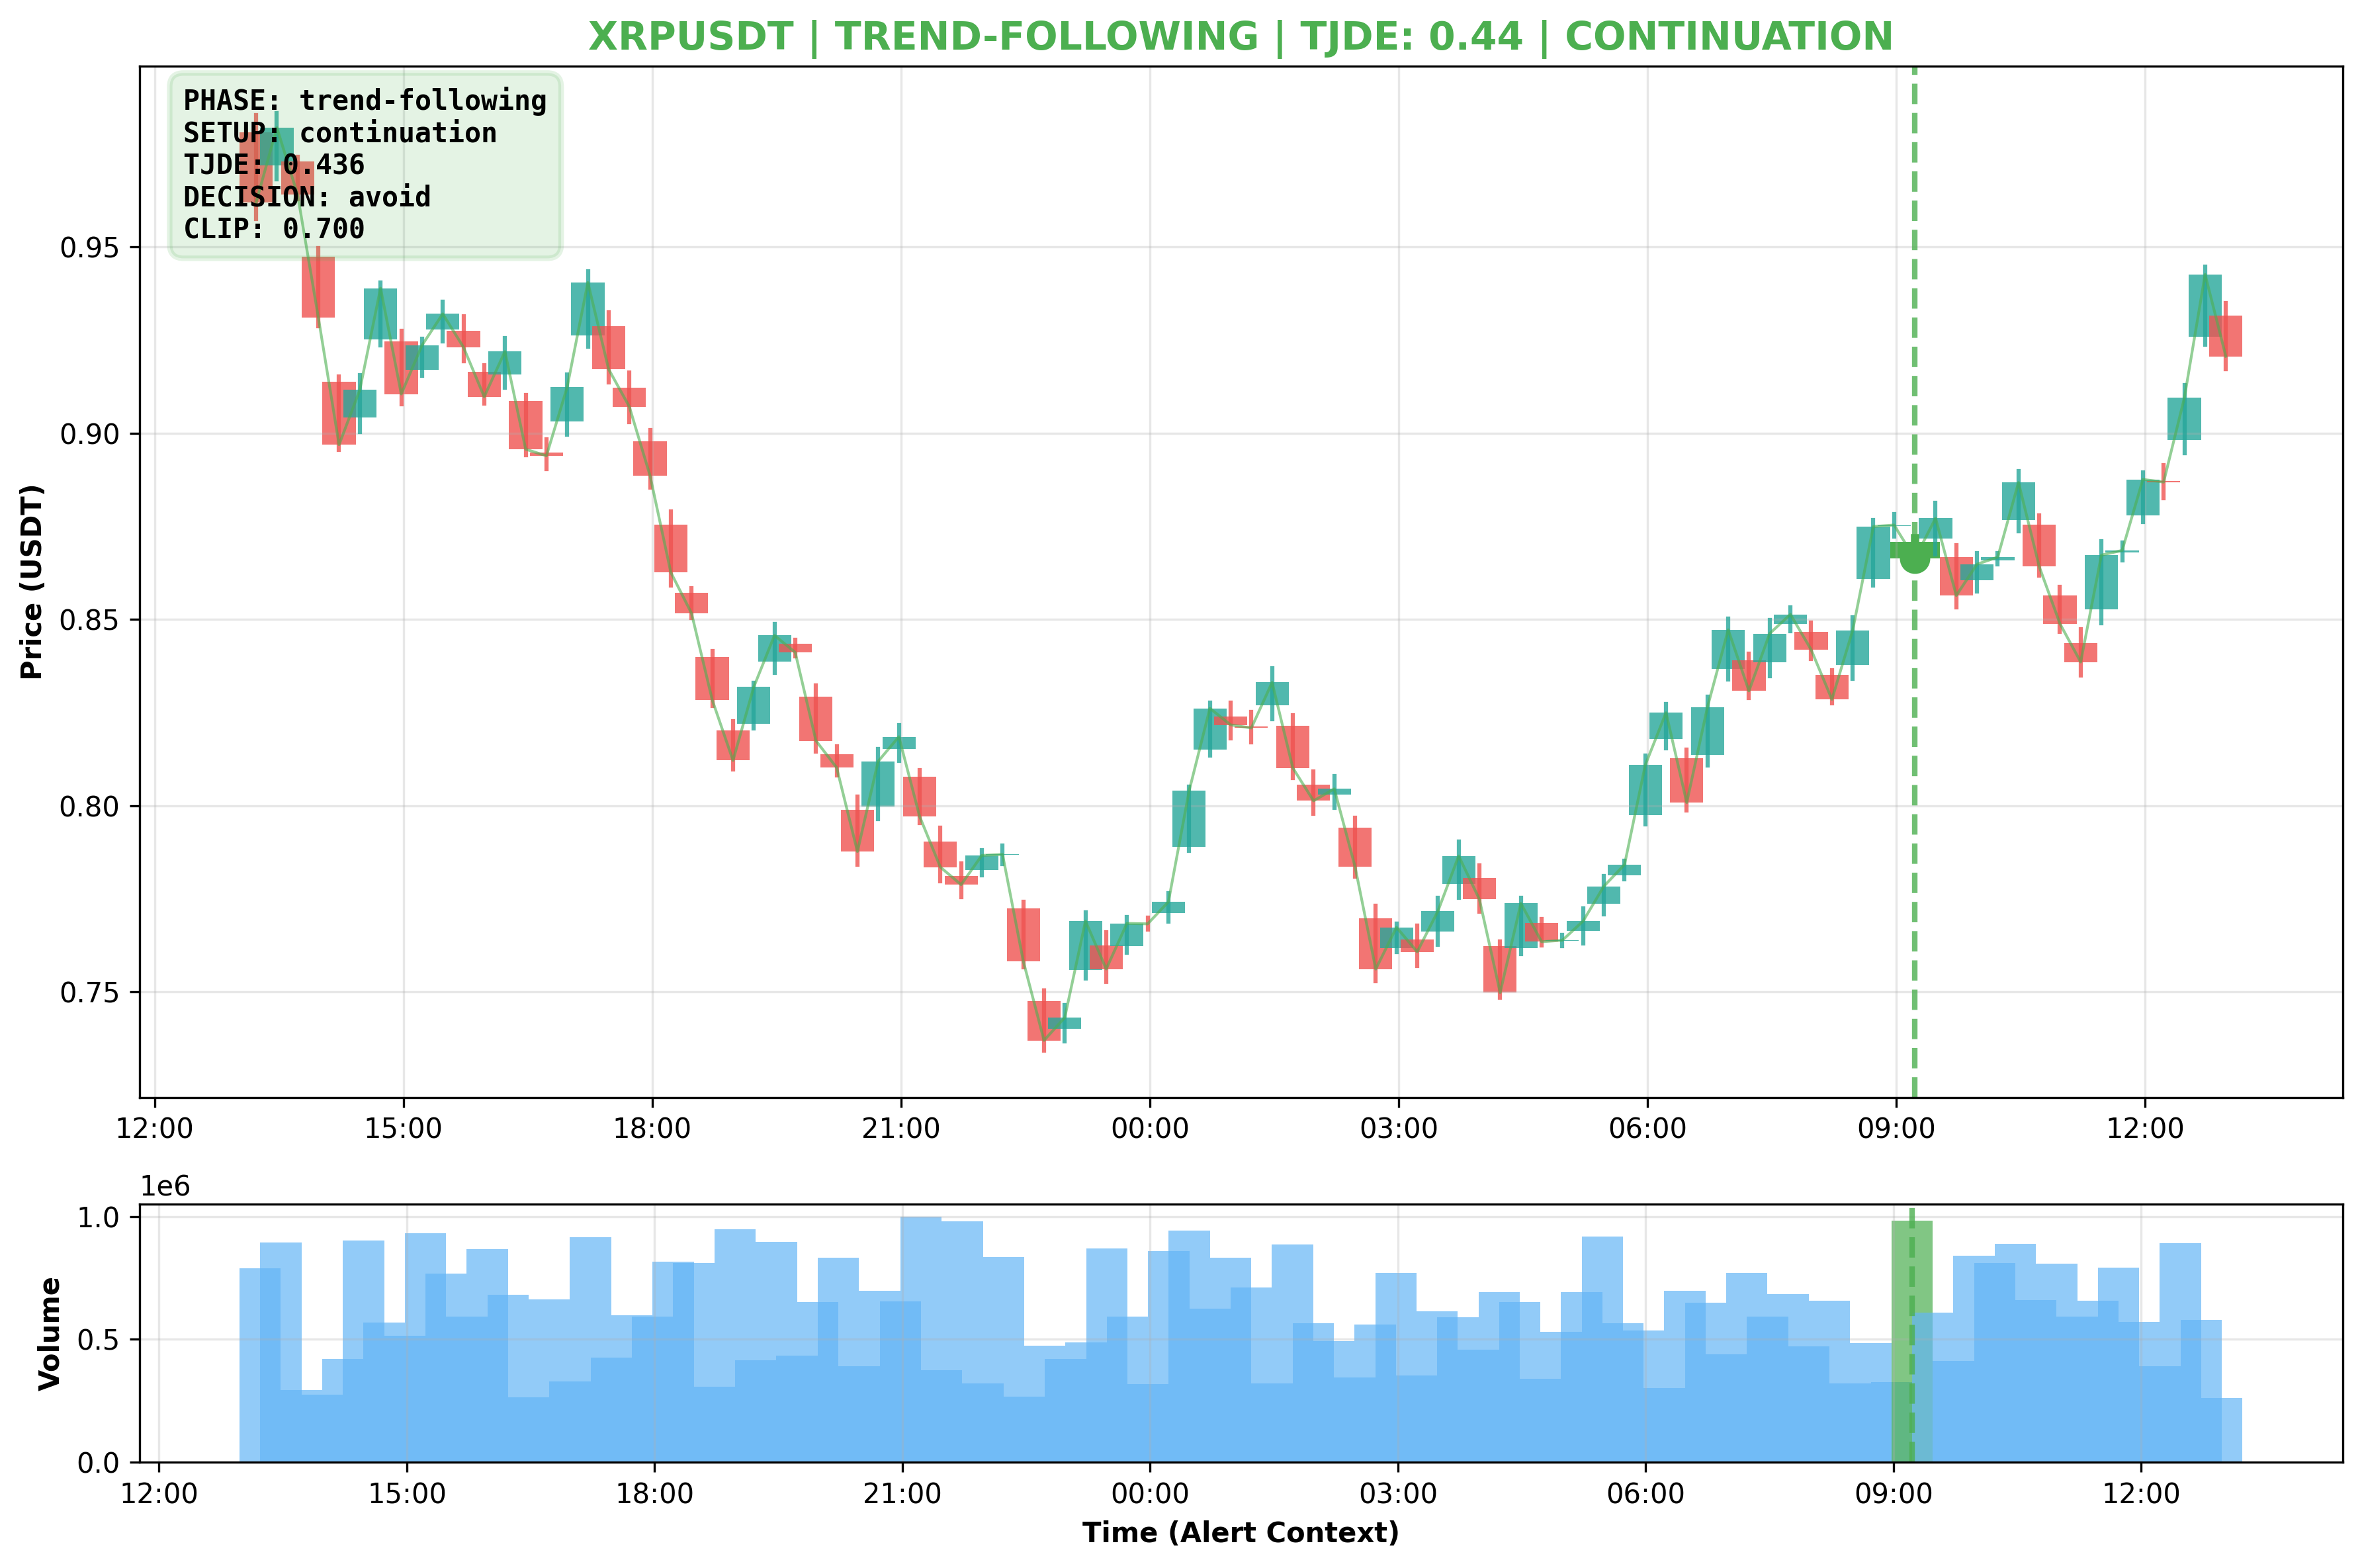 XRPUSDT | TREND-FOLLOWING | TJDE: 0.44 | CONTINUATION
PHASE: trend-following
SETUP: continuation
TJDE: 0.436
DECISION: avoid
CLIP: 0.700
Price (USDT)
0.95
0.90
0.85
0.80
0.75
12:00 15:00 18:00 21:00 00:00 03:00 06:00 09:00 12:00
1e6
Volume
1.0
0.5
0.0
12:00 15:00 18:00 21:00 00:00 03:00 06:00 09:00 12:00
Time (Alert Context)